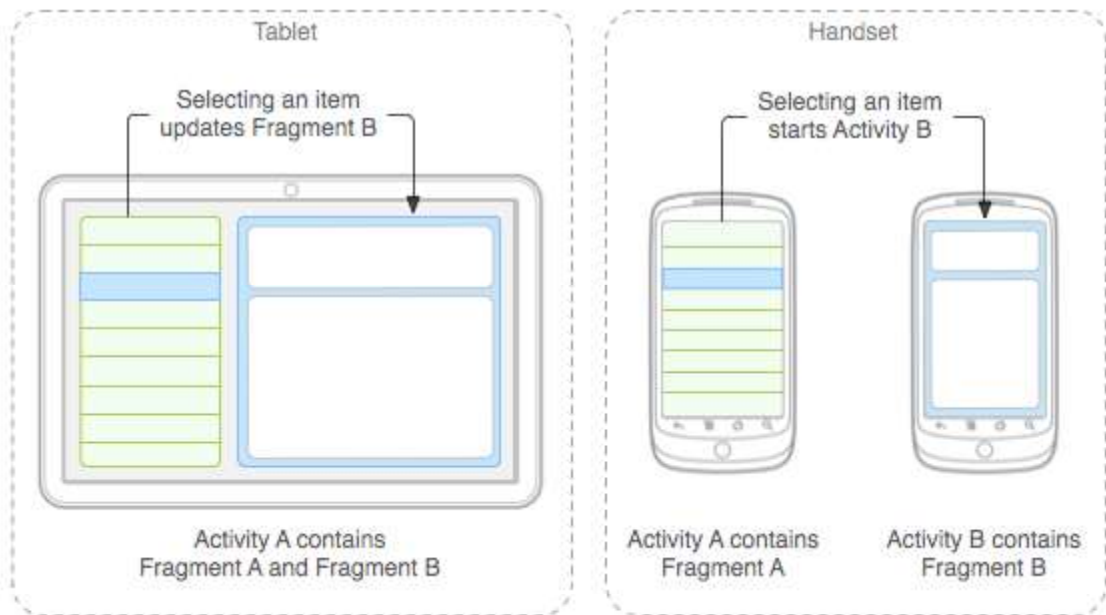 Tablet
Selecting an item
updates Fragment B
Activity A contains
Fragment A and Fragment B
Handset
Selecting an item
starts Activity B
Activity A contains
Fragment A
Activity B contains
Fragment B